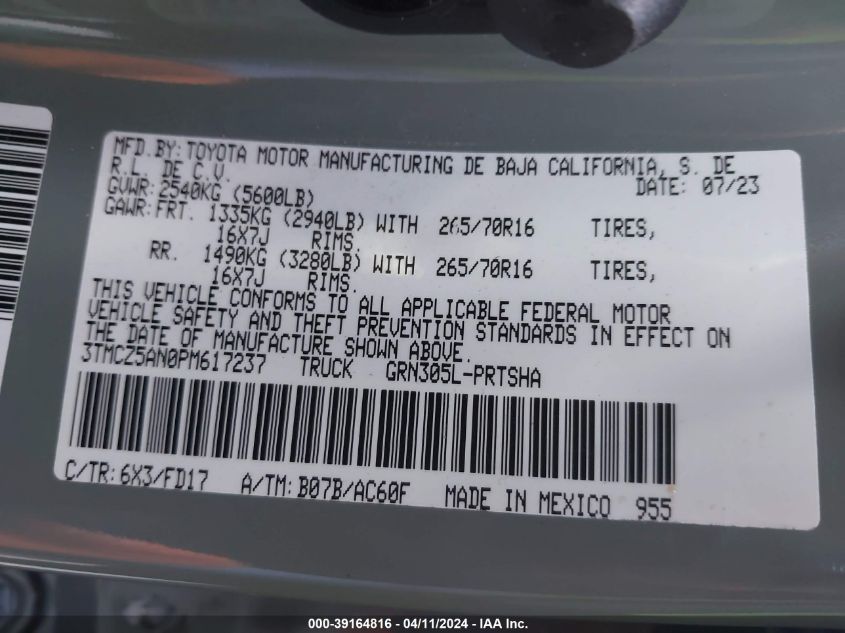 MFD.BY:TOYOTA MOTOR MANUFACTURING DE BAJA CALIFORNIA, S. DE
R.L. DE C.V. DATE: 07/23
GVWR:2540KG (5600LB)
GAWR:FRT. 1335KG (2940LB) WITH 265/70R16 TIRES,
16X7J RIMS.
RR. 1490KG (3280LB) WITH 265/70R16 TIRES,
16X7J RIMS.
THIS VEHICLE CONFORMS TO ALL APPLICABLE FEDERAL MOTOR
VEHICLE SAFETY AND THEFT PREVENTION STANDARDS IN EFFECT ON
THE DATE OF MANUFACTURE SHOWN ABOVE.
3TMCZ5AN0PM617237 TRUCK GRN305L-PRTSHA
C/TR:6X3/FD17 A/TM:B07B/AC60F MADE IN MEXICO 955
000-39164816 - 04/11/2024 - PRAA Inc.